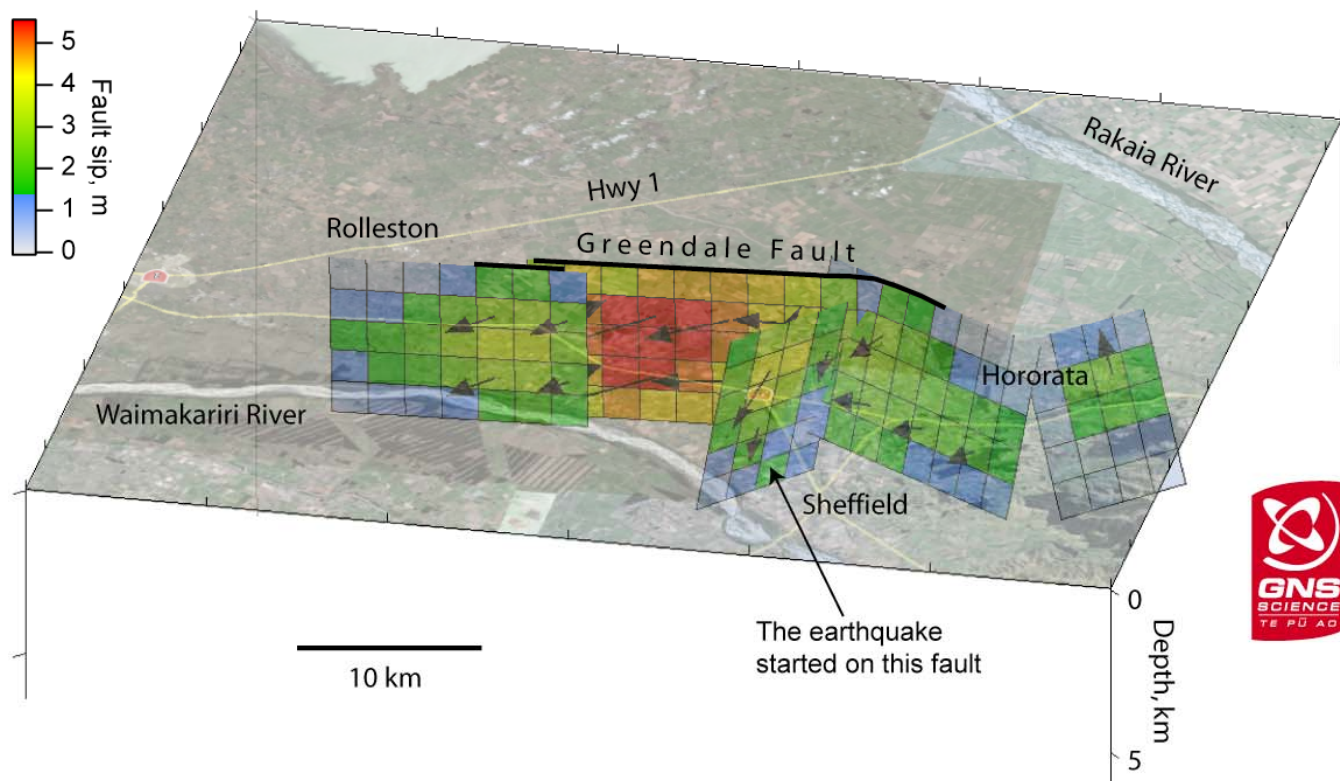 5
4
3
2
1
0
Fault sip, m
Rakaia River
Hwy 1
Rolleston
Greendale Fault
Hororata
Waimakariri River
Sheffield
The earthquake
started on this fault
10 km
0
5
Depth, km
GNS
SCIENCE
TE PŪ AO